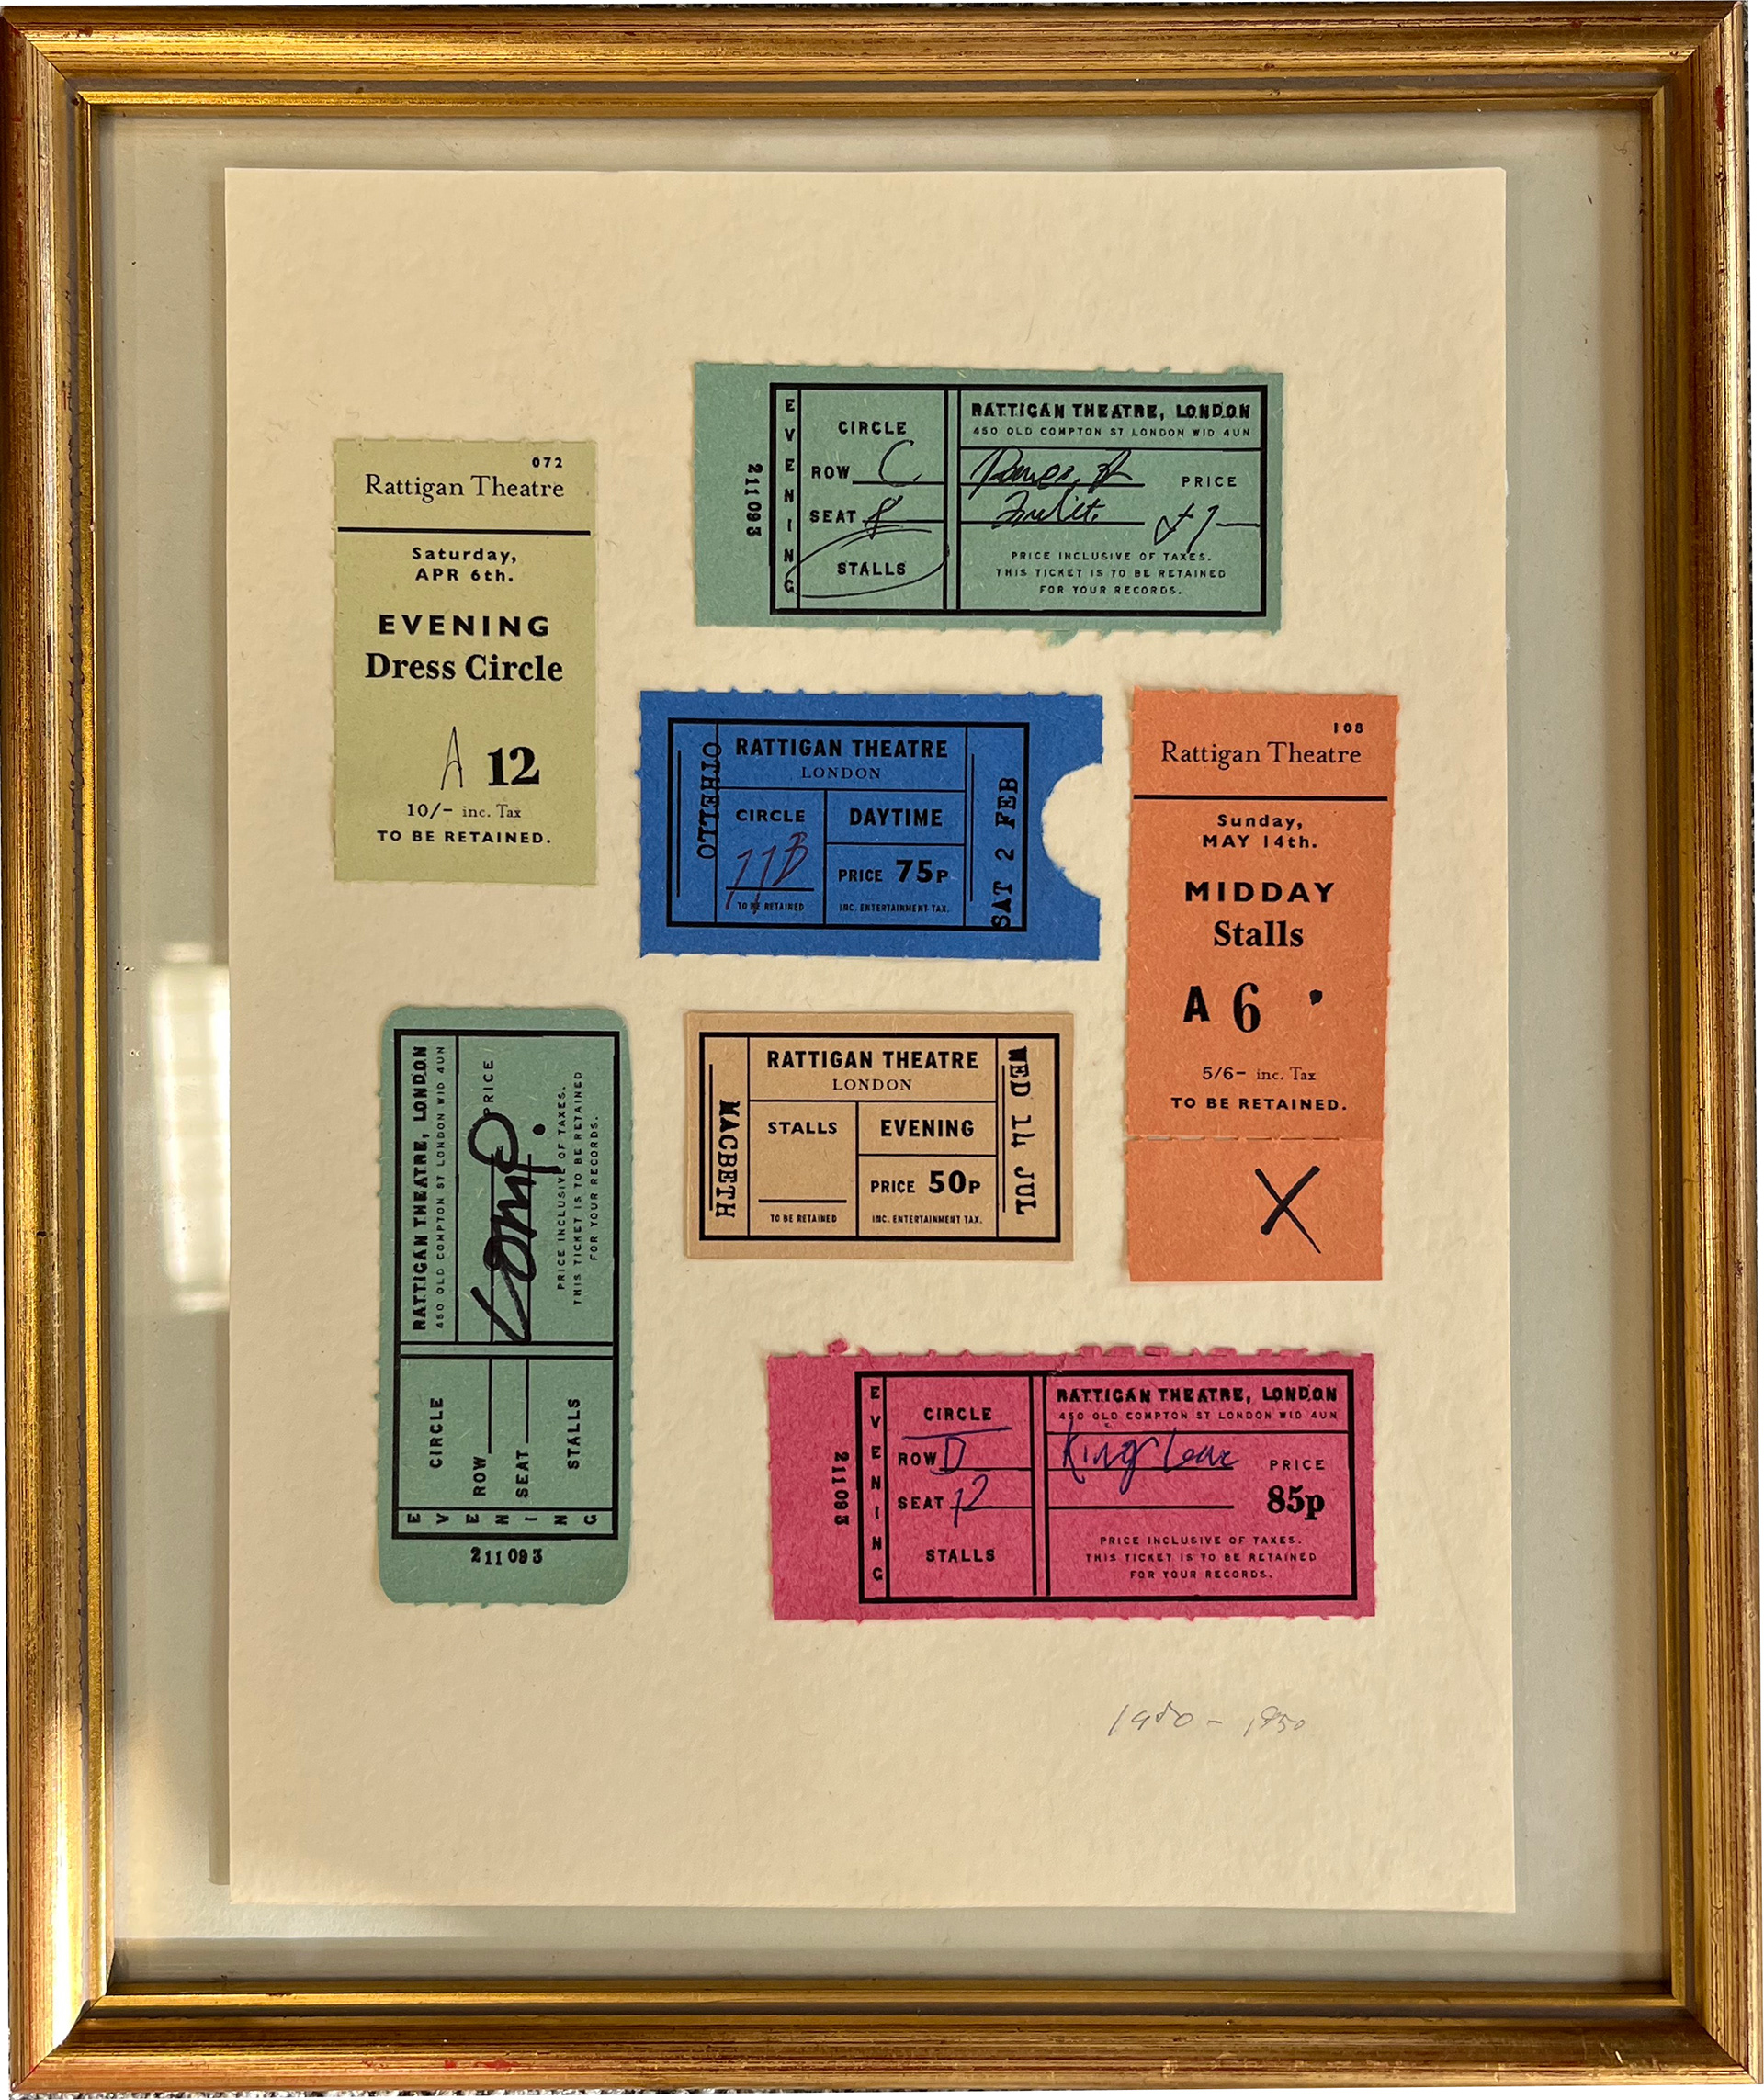 072
Rattigan Theatre
Saturday,
APR 6th.
EVENING
Dress Circle
A 12
10/- inc. Tax
TO BE RETAINED.
211093
EVENING
CIRCLE
ROW C
SEAT 8
STALLS
RATTIGAN THEATRE, LONDON
450 OLD COMPTON ST LONDON W1D 4UN
Romeo &
Juliet.
PRICE
£1-
PRICE INCLUSIVE OF TAXES.
THIS TICKET IS TO BE RETAINED
FOR YOUR RECORDS.
OTHELLO
RATTIGAN THEATRE
LONDON
CIRCLE
11B
TO BE RETAINED
DAYTIME
PRICE 75P
INC. ENTERTAINMENT TAX.
SAT 2 FEB
108
Rattigan Theatre
Sunday,
MAY 14th.
MIDDAY
Stalls
A 6
5/6- inc. Tax
TO BE RETAINED.
X
RATTIGAN THEATRE, LONDON
450 OLD COMPTON ST LONDON W1D 4UN
Comp.
PRICE
PRICE INCLUSIVE OF TAXES.
THIS TICKET IS TO BE RETAINED
FOR YOUR RECORDS.
CIRCLE
ROW
SEAT
STALLS
EVENING
211093
MACBETH
RATTIGAN THEATRE
LONDON
STALLS
TO BE RETAINED
EVENING
PRICE 50P
INC. ENTERTAINMENT TAX.
WED 14 JUL
211093
EVENING
CIRCLE
ROW D
SEAT 12
STALLS
RATTIGAN THEATRE, LONDON
450 OLD COMPTON ST LONDON W1D 4UN
King Lear
PRICE
85p
PRICE INCLUSIVE OF TAXES.
THIS TICKET IS TO BE RETAINED
FOR YOUR RECORDS.